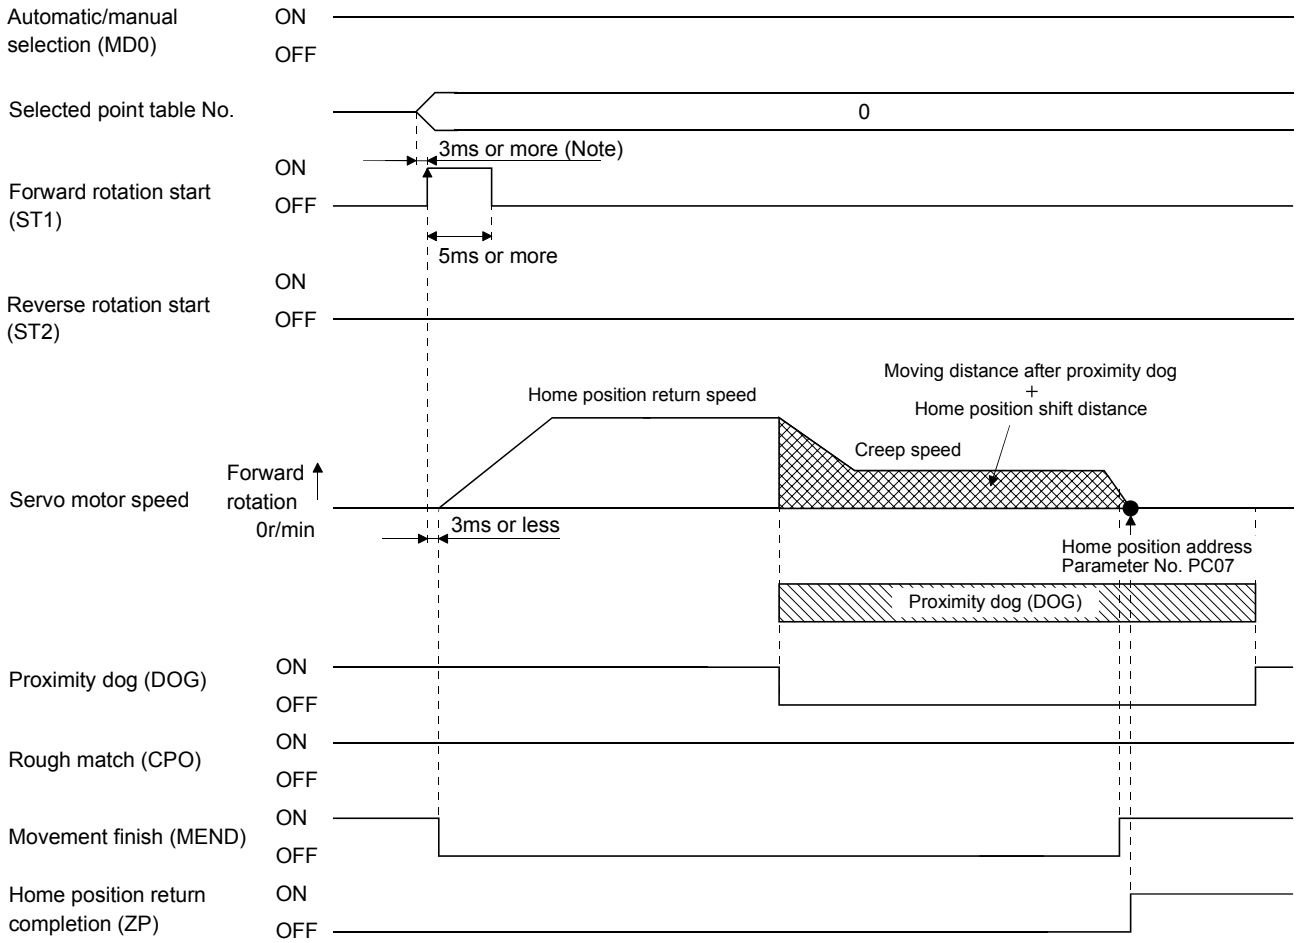 Automatic/manual
selection (MD0)
ON
OFF
Selected point table No.
0
3ms or more (Note)
Forward rotation start
(ST1)
ON
OFF
5ms or more
Reverse rotation start
(ST2)
ON
OFF
Moving distance after proximity dog
+
Home position shift distance
Home position return speed
Creep speed
Servo motor speed
Forward
rotation
0r/min
3ms or less
Home position address
Parameter No. PC07
Proximity dog (DOG)
Proximity dog (DOG)
ON
OFF
Rough match (CPO)
ON
OFF
Movement finish (MEND)
ON
OFF
Home position return
completion (ZP)
ON
OFF